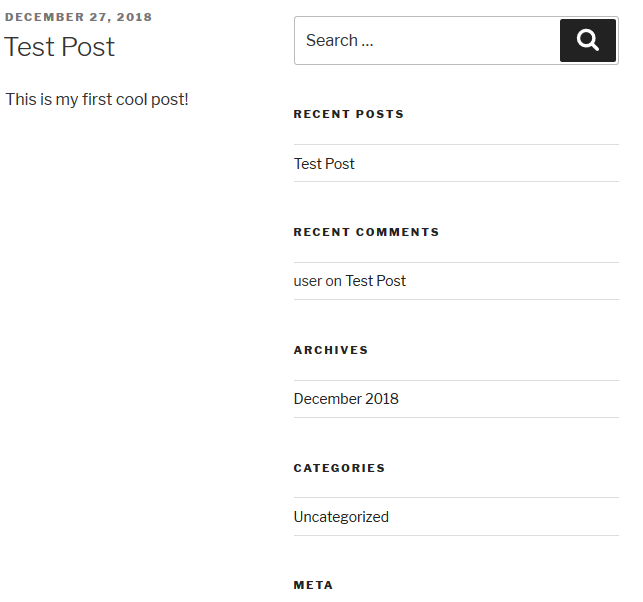 DECEMBER 27, 2018
Test Post
This is my first cool post!
Search …
RECENT POSTS
Test Post
RECENT COMMENTS
user on Test Post
ARCHIVES
December 2018
CATEGORIES
Uncategorized
META